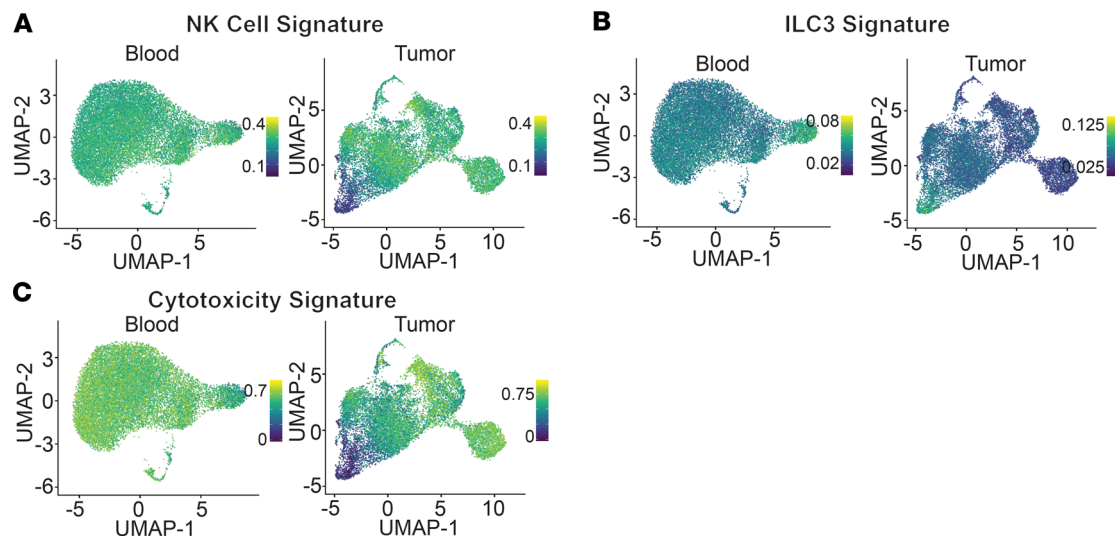 A NK Cell Signature
Blood Tumor
UMAP-2 3 0 -3 -6
-5 0 5
UMAP-1
0.4 0.1
UMAP-2 5 0 -5
-5 0 5 10
UMAP-1
0.4 0.1
B ILC3 Signature
Blood Tumor
UMAP-2 3 0 -3 -6
-5 0 5
UMAP-1
0.08 0.02
UMAP-2 5 0 -5
-5 0 5 10
UMAP-1
0.125 0.025
C Cytotoxicity Signature
Blood Tumor
UMAP-2 3 0 -3 -6
-5 0 5
UMAP-1
0.7 0
UMAP-2 5 0 -5
-5 0 5 10
UMAP-1
0.75 0